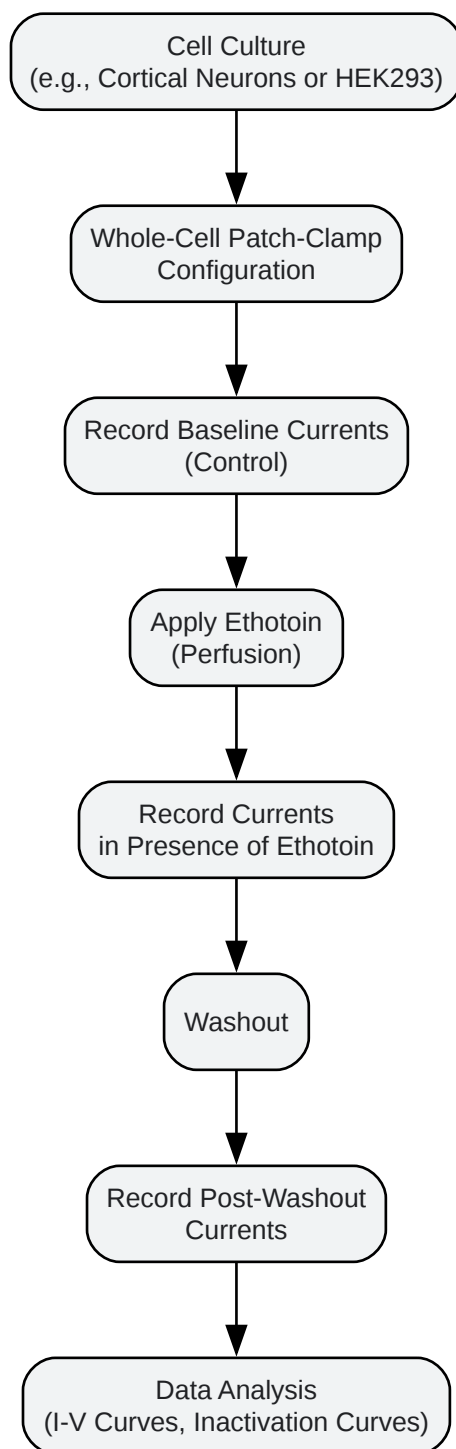 Cell Culture
(e.g., Cortical Neurons or HEK293)
Whole-Cell Patch-Clamp
Configuration
Record Baseline Currents
(Control)
Apply Ethotoin
(Perfusion)
Record Currents
in Presence of Ethotoin
Washout
Record Post-Washout
Currents
Data Analysis
(I-V Curves, Inactivation Curves)